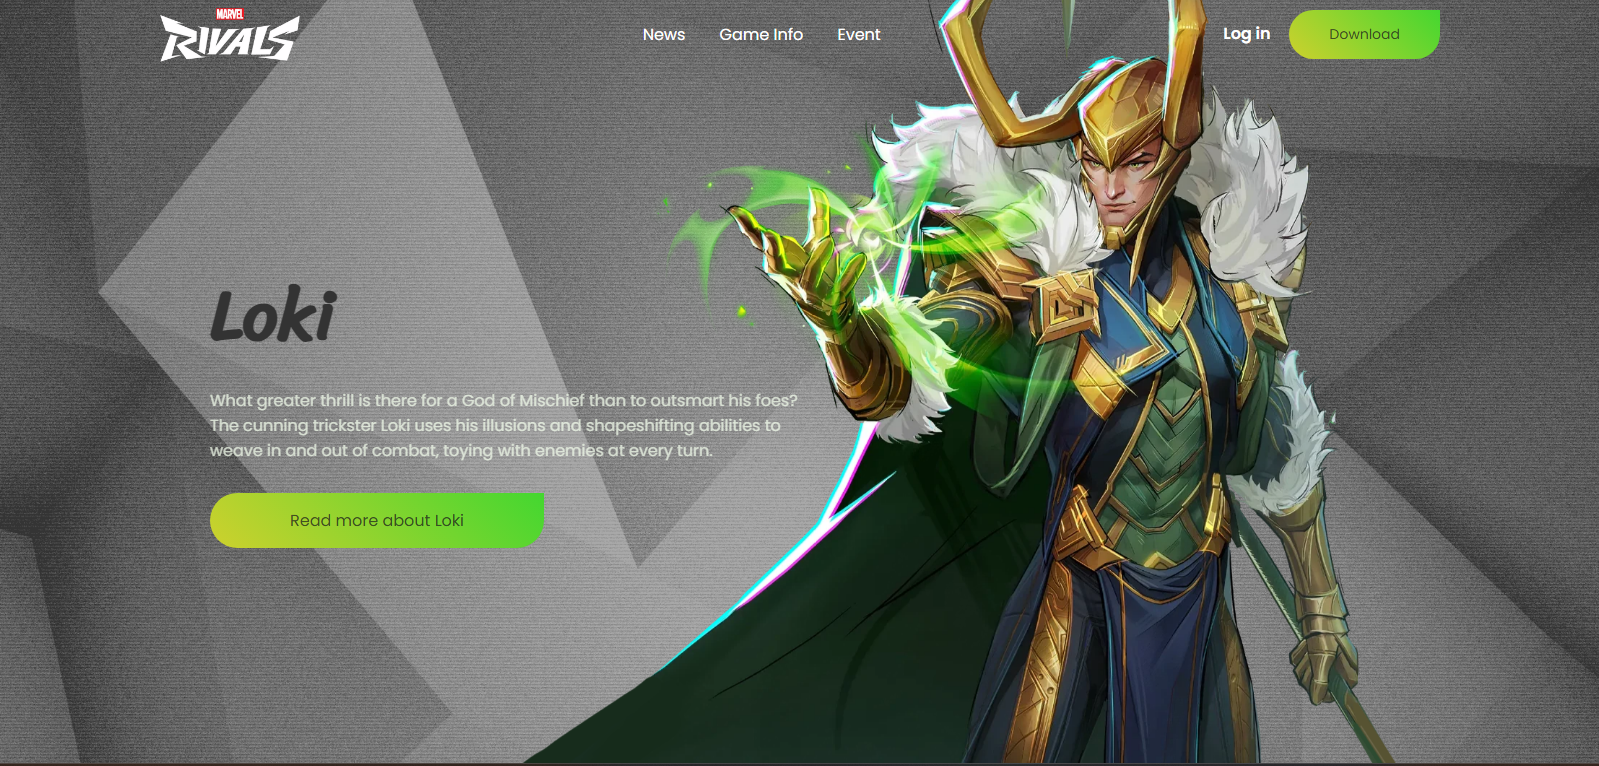 MARVEL
RIVALS
News
Game Info
Event
Log in
Download
Loki
What greater thrill is there for a God of Mischief than to outsmart his foes?
The cunning trickster Loki uses his illusions and shapeshifting abilities to
weave in and out of combat, toying with enemies at every turn.
Read more about Loki